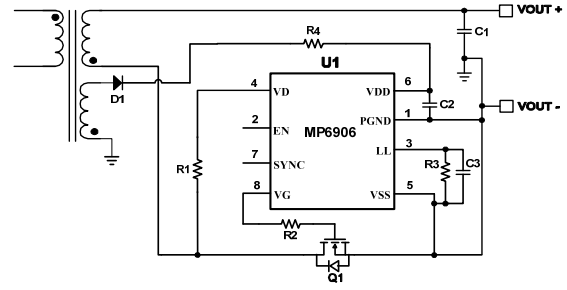 VOUT +
C1
R4
U1
D1
4
VD
VDD
6
C2
VOUT -
2
EN
MP6906
PGND
1
LL
3
R1
7
SYNC
R3
C3
8
VG
VSS
5
R2
Q1